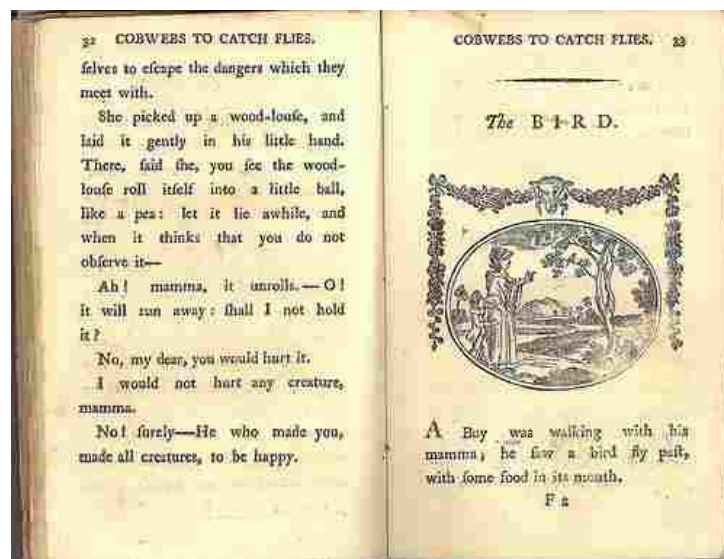 32 COBWEBS TO CATCH FLIES.
ſelves to eſcape the dangers which they
meet with.
She picked up a wood-louſe, and
laid it gently in his little hand.
There, ſaid ſhe, you ſee the wood-
louſe roll itſelf into a little ball,
like a pea: let it lie awhile, and
when it thinks that you do not
obſerve it—
Ah! mamma, it unrolls.—O!
it will run away: ſhall I not hold
it?
No, my dear, you would hurt it.
I would not hurt any creature,
mamma.
No! ſurely—He who made you,
made all creatures, to be happy.
COBWEBS TO CATCH FLIES. 33
The BIRD.
A Boy was walking with his
mamma; he ſaw a bird fly paſt,
with ſome food in its mouth.
F 2